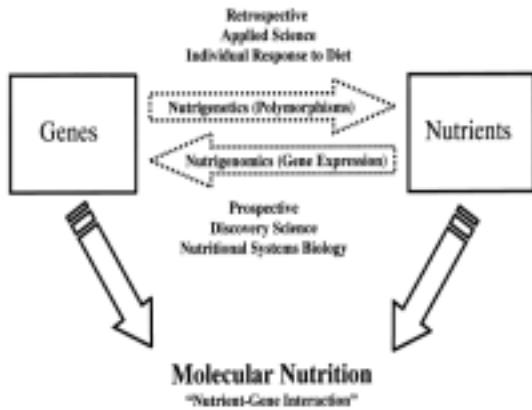 Retrospective
Applied Science
Individual Response to Diet
Genes
Nutrigenetics (Polymorphisms)
Nutrients
Nutrigenomics (Gene Expression)
Prospective
Discovery Science
Nutritional Systems Biology
Molecular Nutrition
"Nutrient-Gene Interaction"